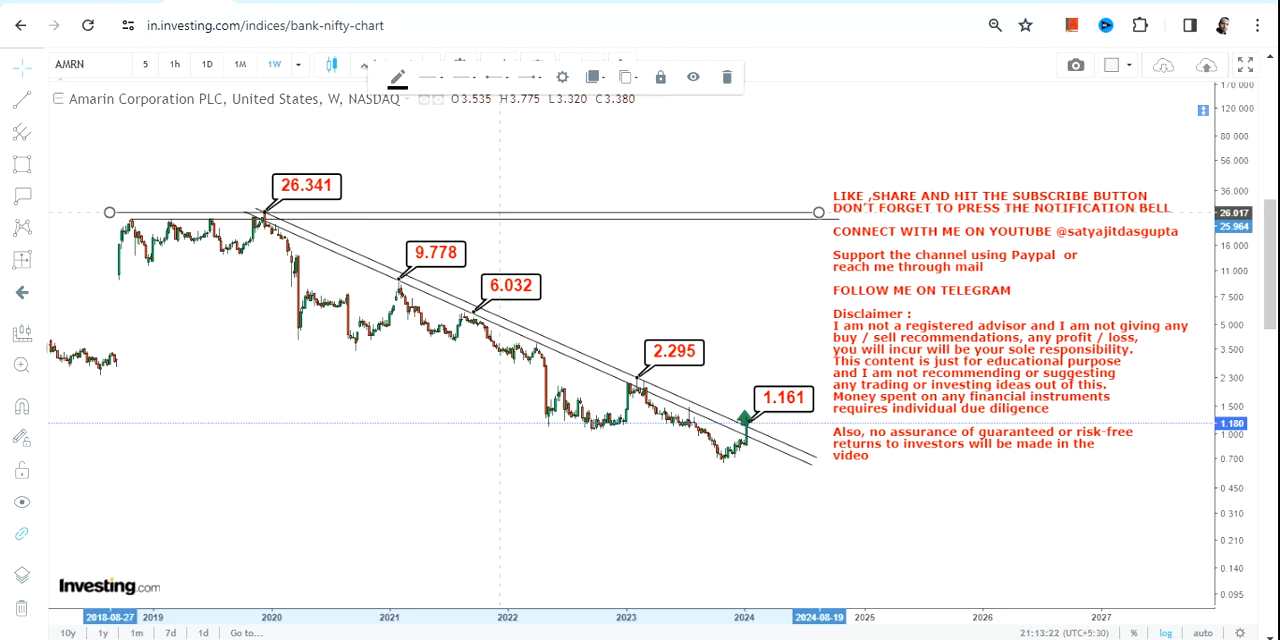 in.investing.com/indices/bank-nifty-chart
AMRN 5 1h 1D 1M 1W
Amarin Corporation PLC, United States, W, NASDAQ O3.535 H3.775 L3.320 C3.380
170.000
120.000
80.000
56.000
36.000
26.017
25.964
16.000
11.000
7.500
5.000
3.500
2.300
1.500
1.180
1.000
0.700
0.450
0.310
0.210
0.140
0.095
26.341
9.778
6.032
2.295
1.161
LIKE ,SHARE AND HIT THE SUBSCRIBE BUTTON
DON'T FORGET TO PRESS THE NOTIFICATION BELL
CONNECT WITH ME ON YOUTUBE @satyajitdasgupta
Support the channel using Paypal or
reach me through mail
FOLLOW ME ON TELEGRAM
Disclaimer :
I am not a registered advisor and I am not giving any
buy / sell recommendations, any profit / loss,
you will incur will be your sole responsibility.
This content is just for educational purpose
and I am not recommending or suggesting
any trading or investing ideas out of this.
Money spent on any financial instruments
requires individual due diligence
Also, no assurance of guaranteed or risk-free
returns to investors will be made in the
video
Investing.com
2018-08-27 2019 2020 2021 2022 2023 2024 2024-08-19 2025 2026 2027
10y 1y 1m 7d 1d Go to... 21:13:22 (UTC+5:30) % log auto